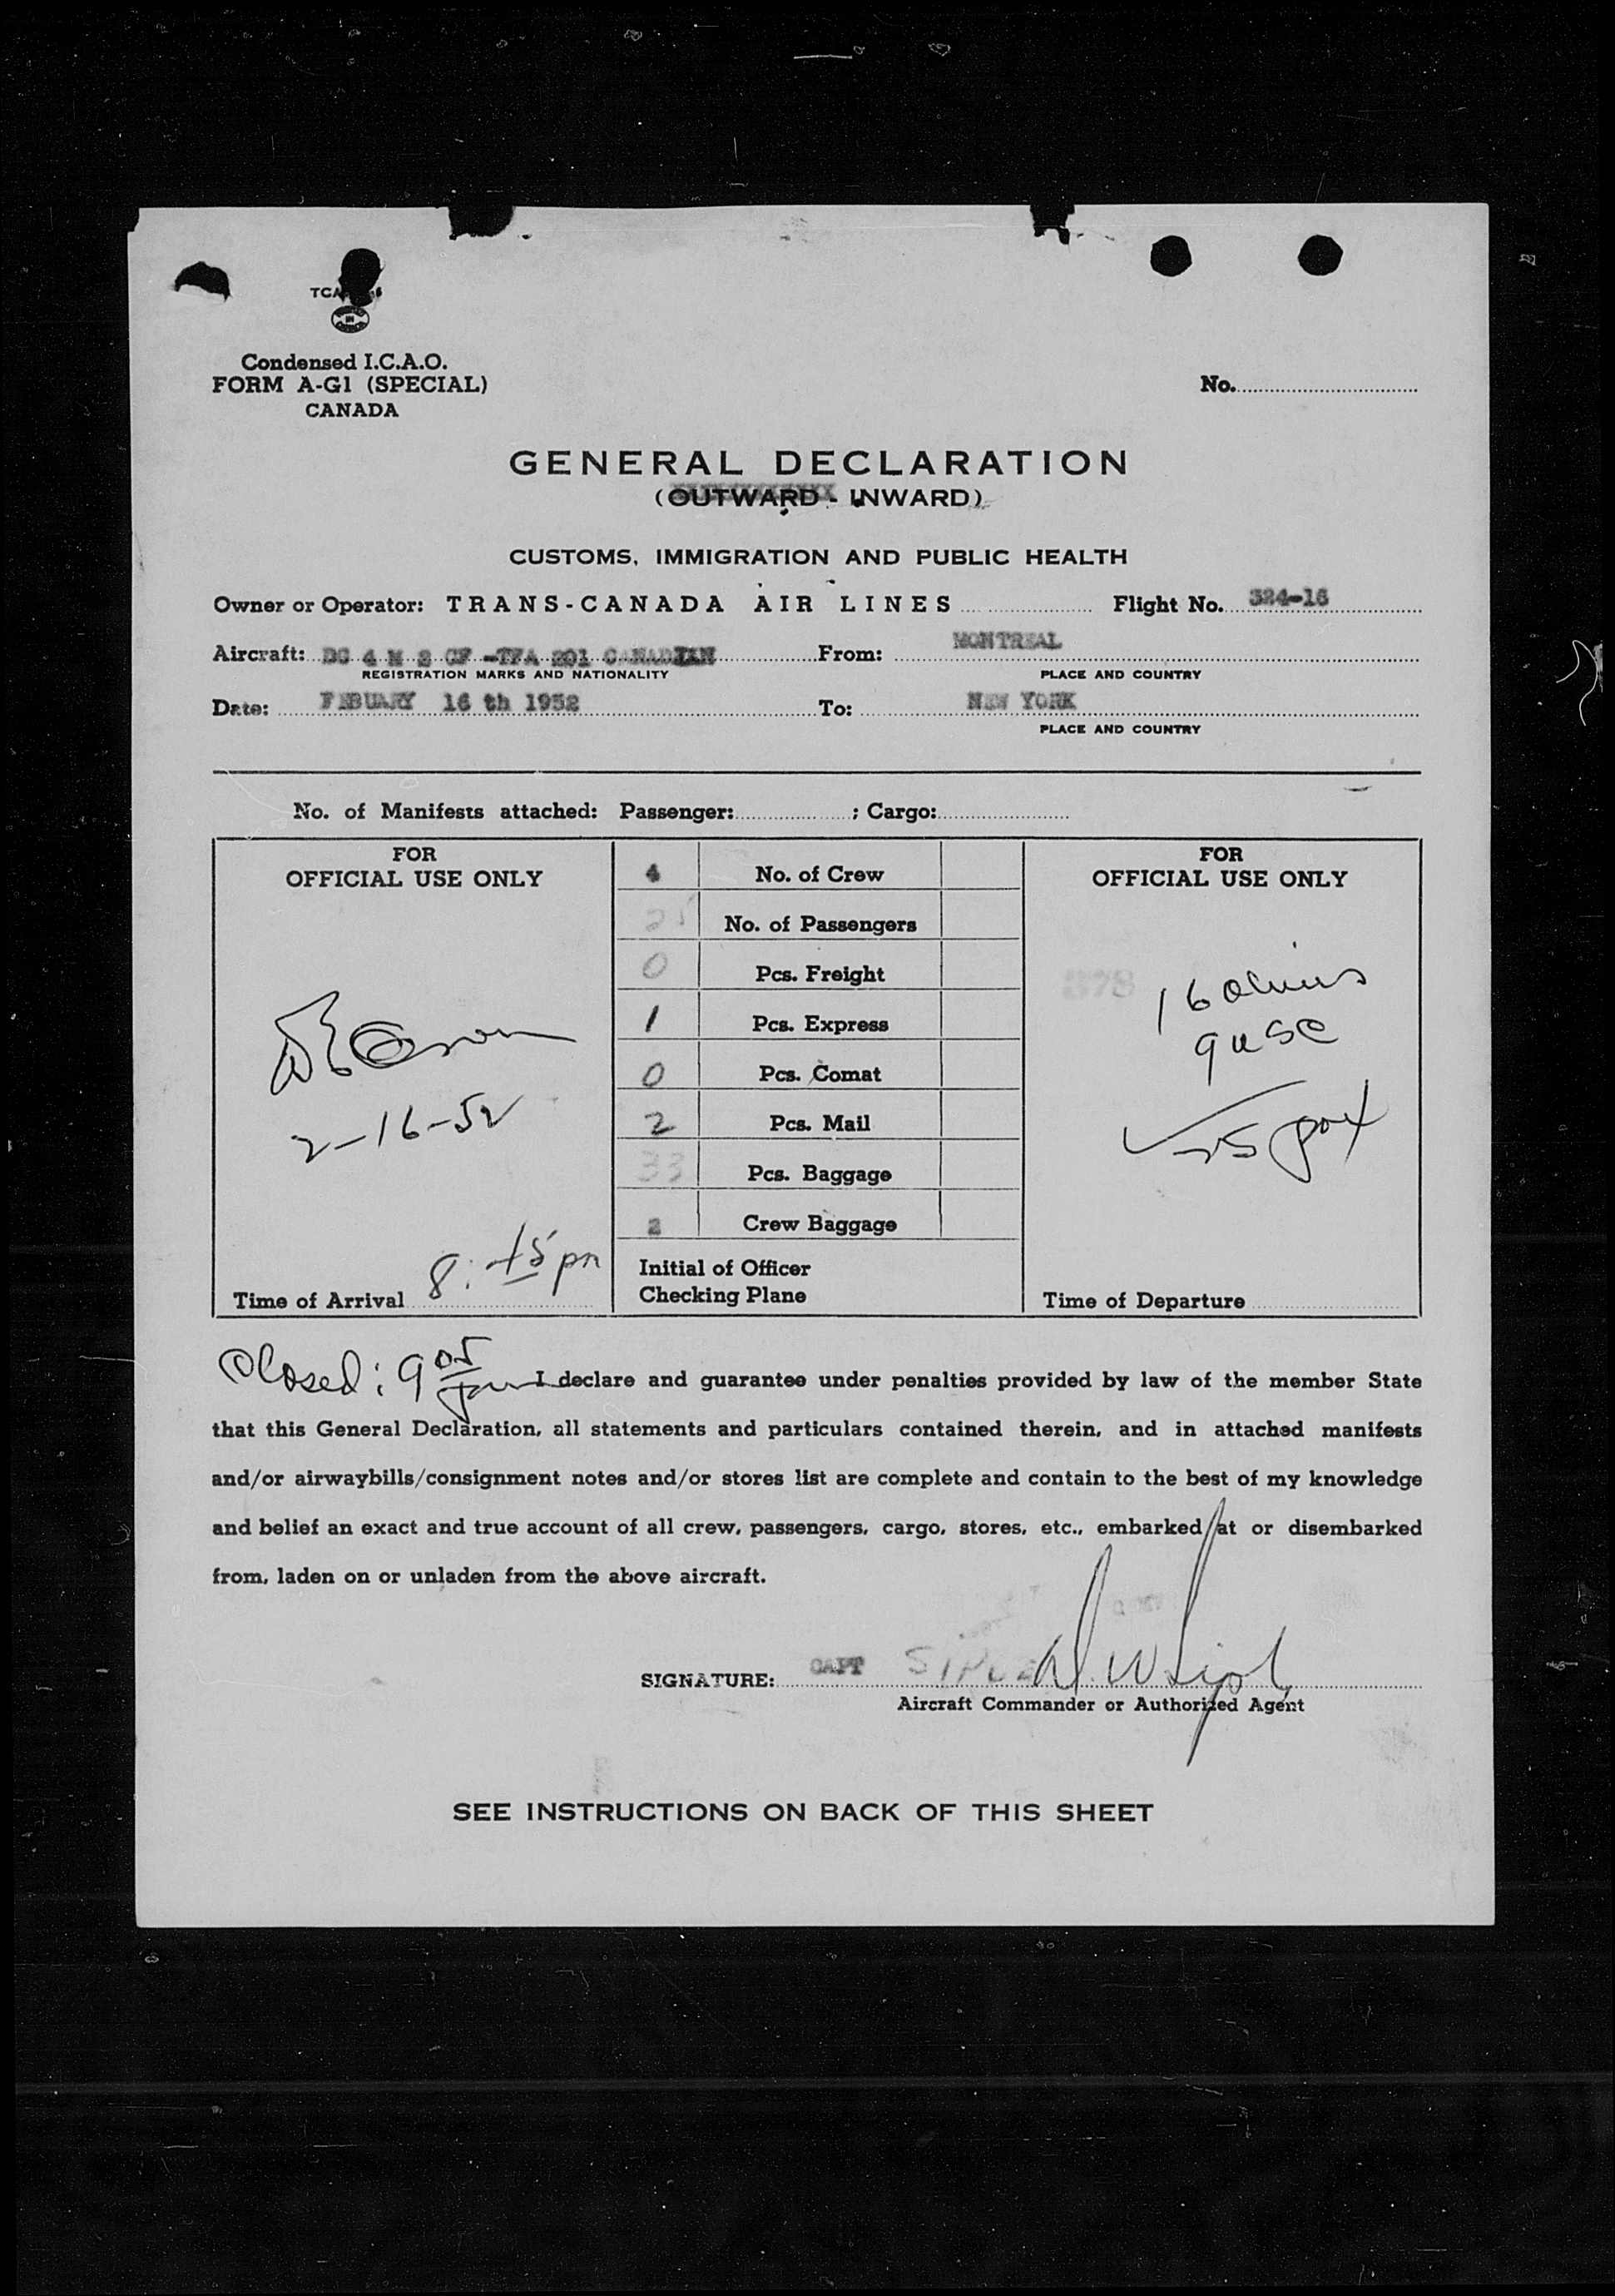 Condensed I.C.A.O.
FORM A-G1 (SPECIAL)
CANADA
No.
GENERAL DECLARATION
(OUTWARD - INWARD)
CUSTOMS, IMMIGRATION AND PUBLIC HEALTH
Owner or Operator: TRANS-CANADA AIR LINES Flight No. 324-16
Aircraft: DC 4 M 2 CF -TFA 201 CANADIAN From: MONTREAL
REGISTRATION MARKS AND NATIONALITY PLACE AND COUNTRY
Date: FEBUARY 16 th 1952 To: NEW YORK
PLACE AND COUNTRY
No. of Manifests attached: Passenger: ; Cargo:
FOR
OFFICIAL USE ONLY
2-16-52
Time of Arrival 8:45 pm
4 No. of Crew
25 No. of Passengers
0 Pcs. Freight
1 Pcs. Express
0 Pcs. Comat
2 Pcs. Mail
33 Pcs. Baggage
2 Crew Baggage
Initial of Officer
Checking Plane
FOR
OFFICIAL USE ONLY
16 aliens
9 USC
25 pax
Time of Departure
Closed: 9 05 pm I declare and guarantee under penalties provided by law of the member State
that this General Declaration, all statements and particulars contained therein, and in attached manifests
and/or airwaybills/consignment notes and/or stores list are complete and contain to the best of my knowledge
and belief an exact and true account of all crew, passengers, cargo, stores, etc., embarked at or disembarked
from, laden on or unladen from the above aircraft.
SIGNATURE: CAPT
Aircraft Commander or Authorized Agent
SEE INSTRUCTIONS ON BACK OF THIS SHEET